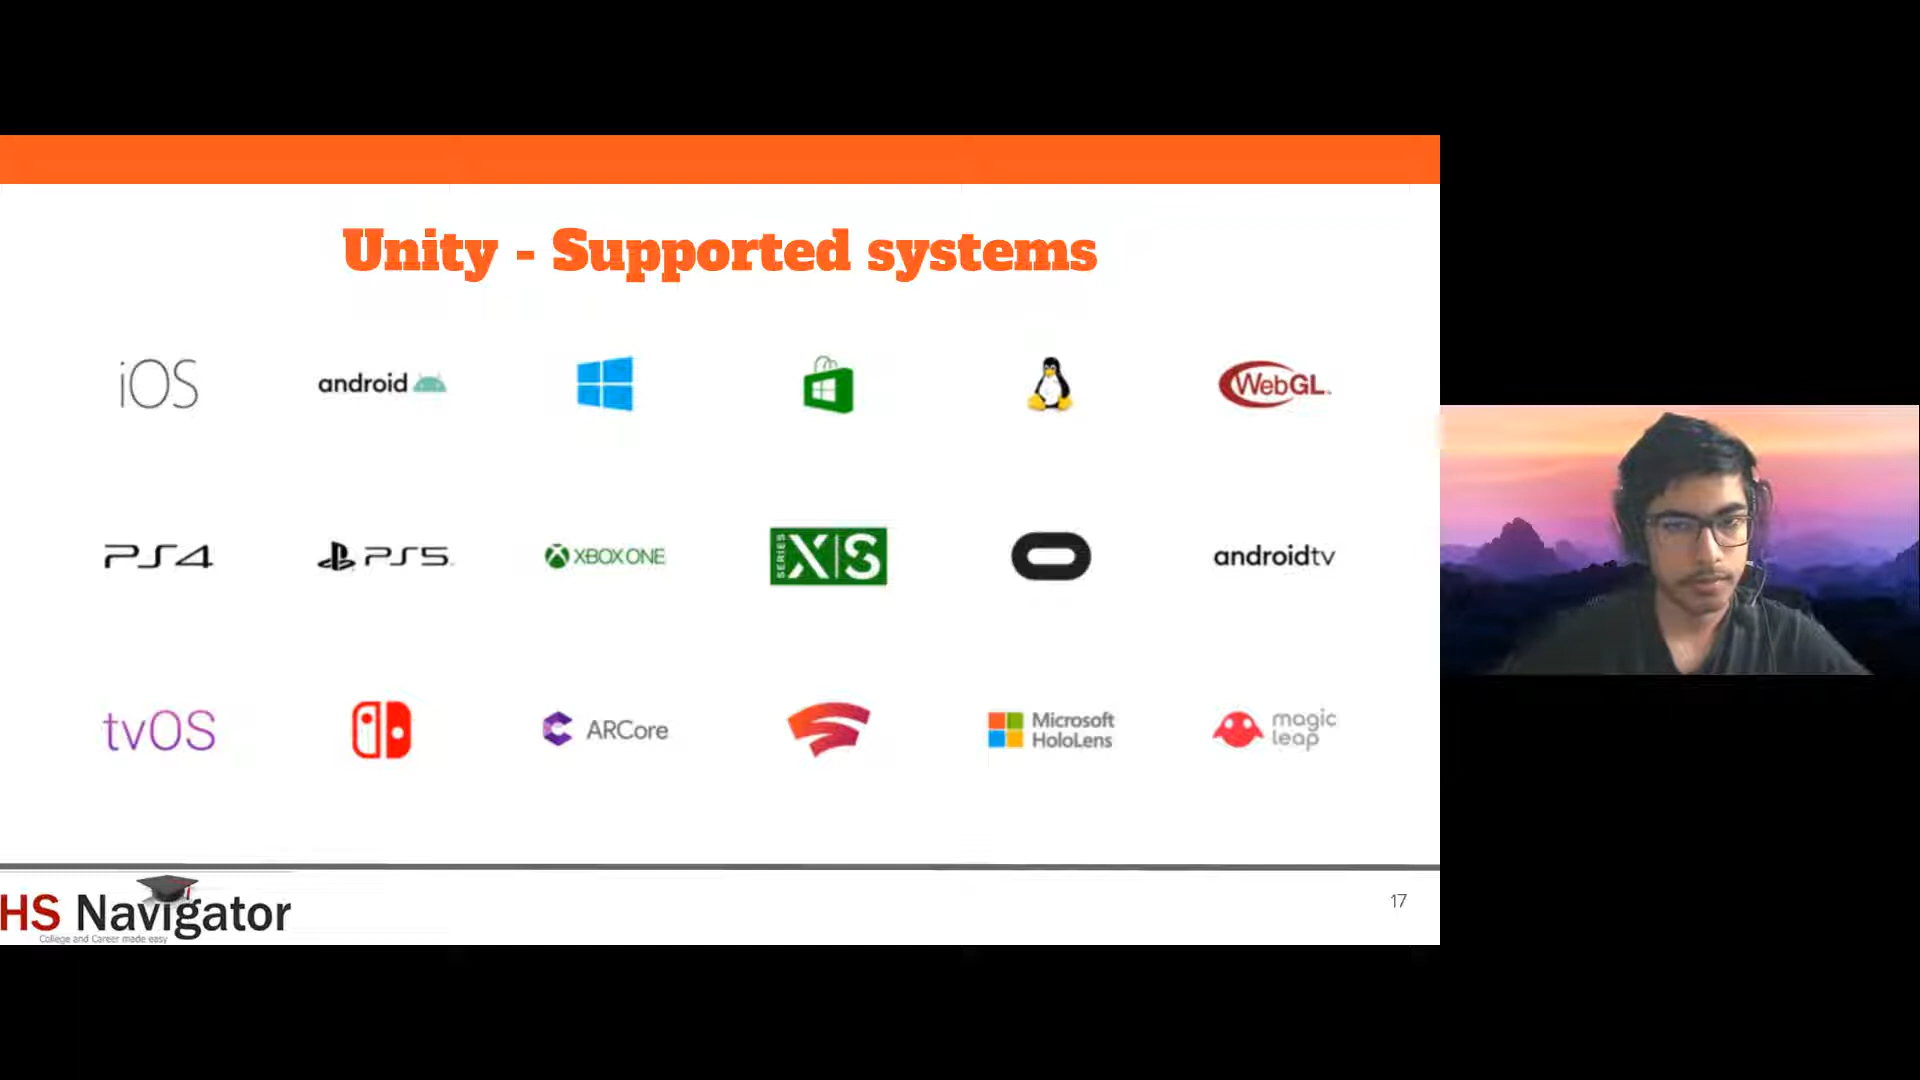 Unity - Supported systems
iOS
android
WebGL
PS4
PS5
XBOX ONE
SERIES X|S
androidtv
tvOS
ARCore
Microsoft HoloLens
magic leap
HS Navigator
College and Career made easy
17